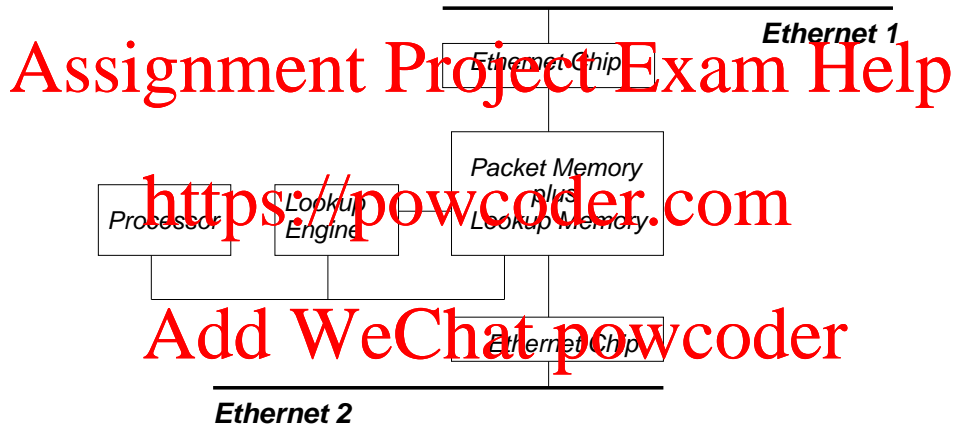 Ethernet 1
Assignment Project Exam Help
Ethernet Chip
Packet Memory
plus
Lookup Memory
https://powcoder.com
Processor
Lookup
Engine
Add WeChat powcoder
Ethernet Chip
Ethernet 2